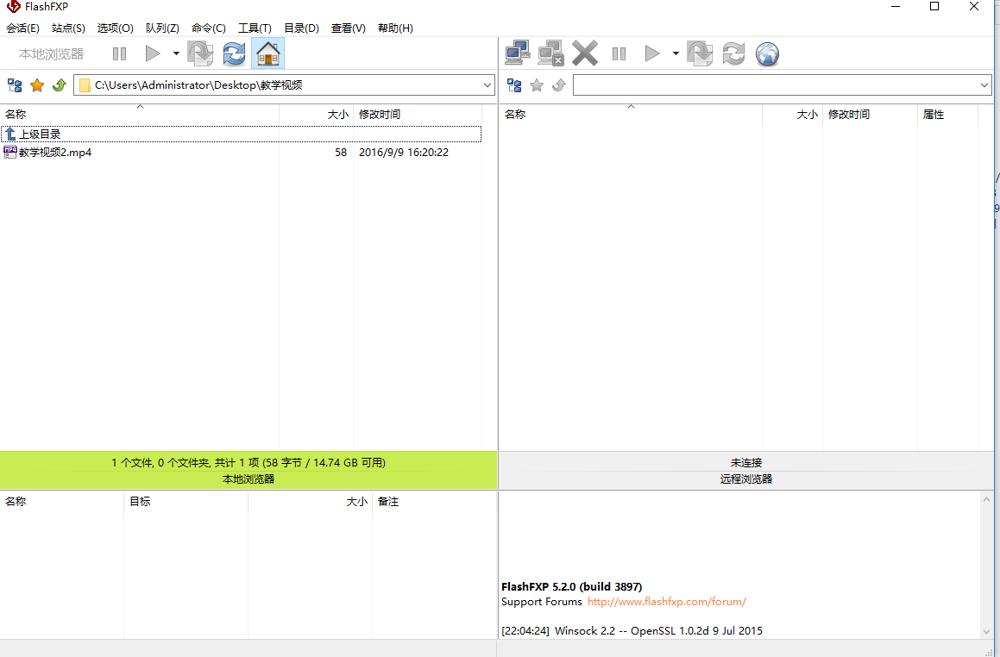 FlashFXP
会话(E) 站点(S) 选项(O) 队列(Z) 命令(C) 工具(T) 目录(D) 查看(V) 帮助(H)
本地浏览器
C:\Users\Administrator\Desktop\教学视频
名称 大小 修改时间
上级目录
教学视频2.mp4 58 2016/9/9 16:20:22
名称 大小 修改时间 属性
1 个文件, 0 个文件夹, 共计 1 项 (58 字节 / 14.74 GB 可用)
本地浏览器
未连接
远程浏览器
名称 目标 大小 备注
FlashFXP 5.2.0 (build 3897)
Support Forums http://www.flashfxp.com/forum/
[22:04:24] Winsock 2.2 -- OpenSSL 1.0.2d 9 Jul 2015